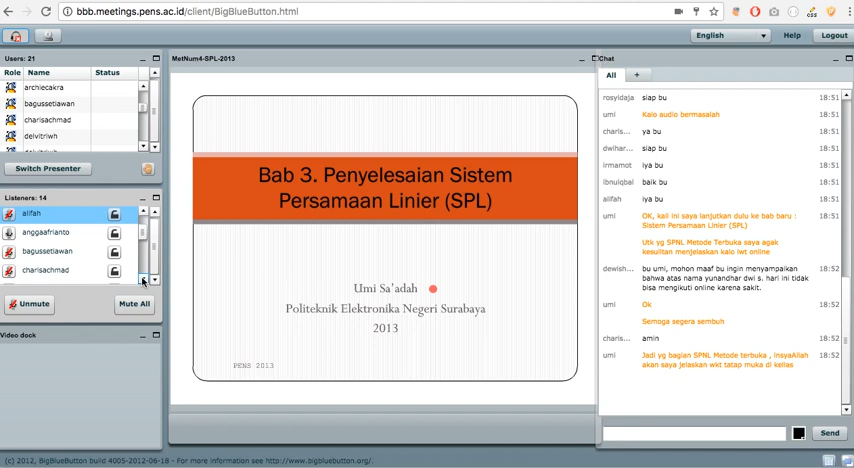 bbb.meetings.pens.ac.id/client/BigBlueButton.html
English
Help
Logout
Users: 21
Role Name Status
archiecakra
bagussetiawan
charisachmad
delvitriwh
Switch Presenter
Listeners: 14
alifah
anggaafrianto
bagussetiawan
charisachmad
Unmute
Mute All
Video dock
MetNum4-SPL-2013
Bab 3. Penyelesaian Sistem
Persamaan Linier (SPL)
Umi Sa'adah
Politeknik Elektronika Negeri Surabaya
2013
PENS 2013
Chat
All +
rosyidaja siap bu 18:51
umi Kalo audio bermasalah 18:51
charis... ya bu 18:51
dwihar... siap bu 18:51
irmamot iya bu 18:51
ibnuiqbal baik bu 18:51
alifah iya bu 18:51
umi OK, kali ini saya lanjutkan dulu ke bab baru : 18:51
Sistem Persamaan Linier (SPL)
Utk yg SPNL Metode Terbuka saya agak
kesulitan menjelaskan kalo lwt online
dewish... bu umi, mohon maaf bu ingin menyampaikan 18:52
bahwa atas nama yunandhar dwi s. hari ini tidak
bisa mengikuti online karena sakit.
umi Ok 18:52
Semoga segera sembuh
charis... amin 18:52
umi Jadi yg bagian SPNL Metode terbuka , insyaAllah 18:52
akan saya jelaskan wkt tatap muka di kellas
Send
(c) 2012, BigBlueButton build 4005-2012-06-18 - For more information see http://www.bigbluebutton.org/.